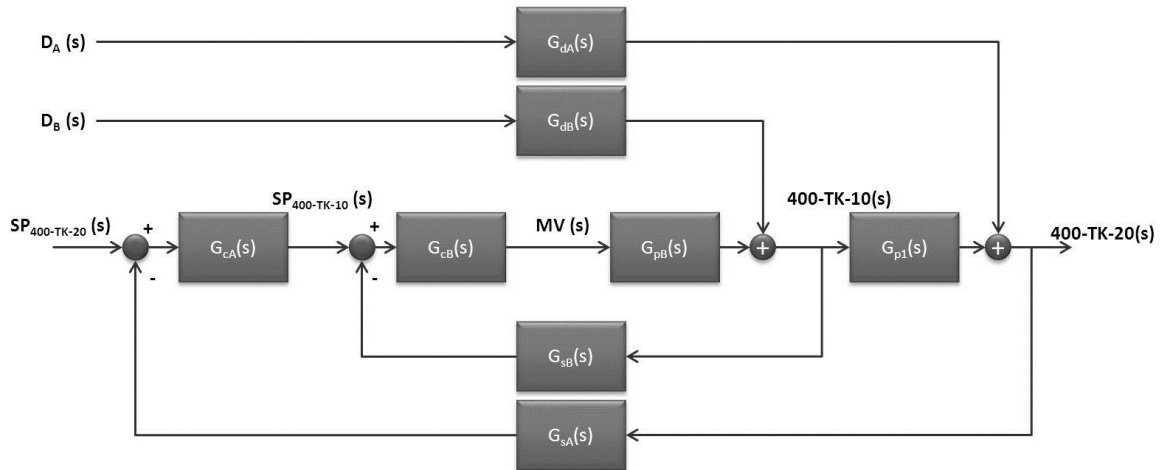 D_A (s)
G_dA(s)
D_B (s)
G_dB(s)
SP_400-TK-20 (s)
+
-
G_cA(s)
SP_400-TK-10 (s)
+
-
G_cB(s)
MV (s)
G_pB(s)
+
400-TK-10(s)
G_p1(s)
+
400-TK-20(s)
G_sB(s)
G_sA(s)